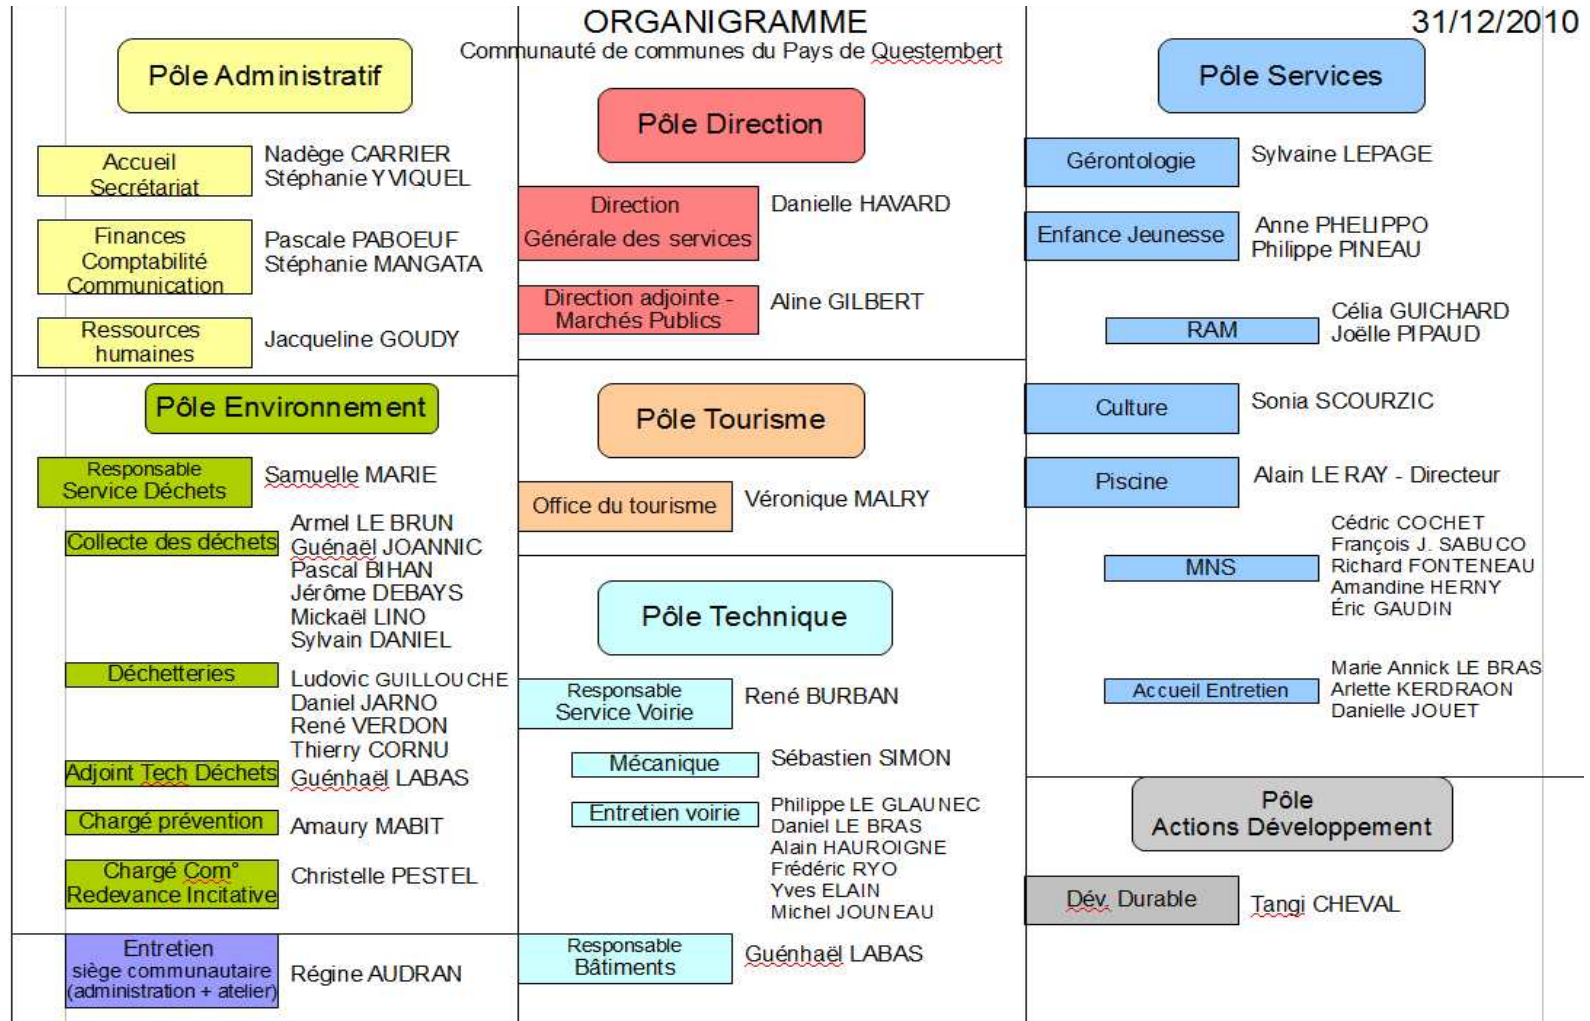 ORGANIGRAMME
31/12/2010
Communauté de communes du Pays de Questembert
Pôle Administratif
Accueil
Secrétariat
Nadège CARRIER
Stéphanie YVIQUEL
Finances
Comptabilité
Communication
Pascale PABOEUF
Stéphanie MANGATA
Ressources
humaines
Jacqueline GOUDY
Pôle Environnement
Responsable
Service Déchets
Samuelle MARIE
Collecte des déchets
Armel LE BRUN
Guénaël JOANNIC
Pascal BIHAN
Jérôme DEBAYS
Mickaël LINO
Sylvain DANIEL
Déchetteries
Ludovic GUILLOUCHE
Daniel JARNO
René VERDON
Thierry CORNU
Adjoint Tech Déchets
Guénhaël LABAS
Chargé prévention
Amaury MABIT
Chargé Com°
Redevance Incitative
Christelle PESTEL
Entretien
siège communautaire
(administration + atelier)
Régine AUDRAN
Pôle Direction
Direction
Générale des services
Danielle HAVARD
Direction adjointe -
Marchés Publics
Aline GILBERT
Pôle Tourisme
Office du tourisme
Véronique MALRY
Pôle Technique
Responsable
Service Voirie
René BURBAN
Mécanique
Sébastien SIMON
Entretien voirie
Philippe LE GLAUNEC
Daniel LE BRAS
Alain HAUROIGNE
Frédéric RYO
Yves ELAIN
Michel JOUNEAU
Responsable
Bâtiments
Guénhaël LABAS
Pôle Services
Gérontologie
Sylvaine LEPAGE
Enfance Jeunesse
Anne PHELIPPO
Philippe PINEAU
RAM
Célia GUICHARD
Joëlle PIPAUD
Culture
Sonia SCOURZIC
Piscine
Alain LE RAY - Directeur
MNS
Cédric COCHET
François J. SABUCO
Richard FONTENEAU
Amandine HERNY
Éric GAUDIN
Accueil Entretien
Marie Annick LE BRAS
Arlette KERDRAON
Danielle JOUET
Pôle
Actions Développement
Dév. Durable
Tangi CHEVAL